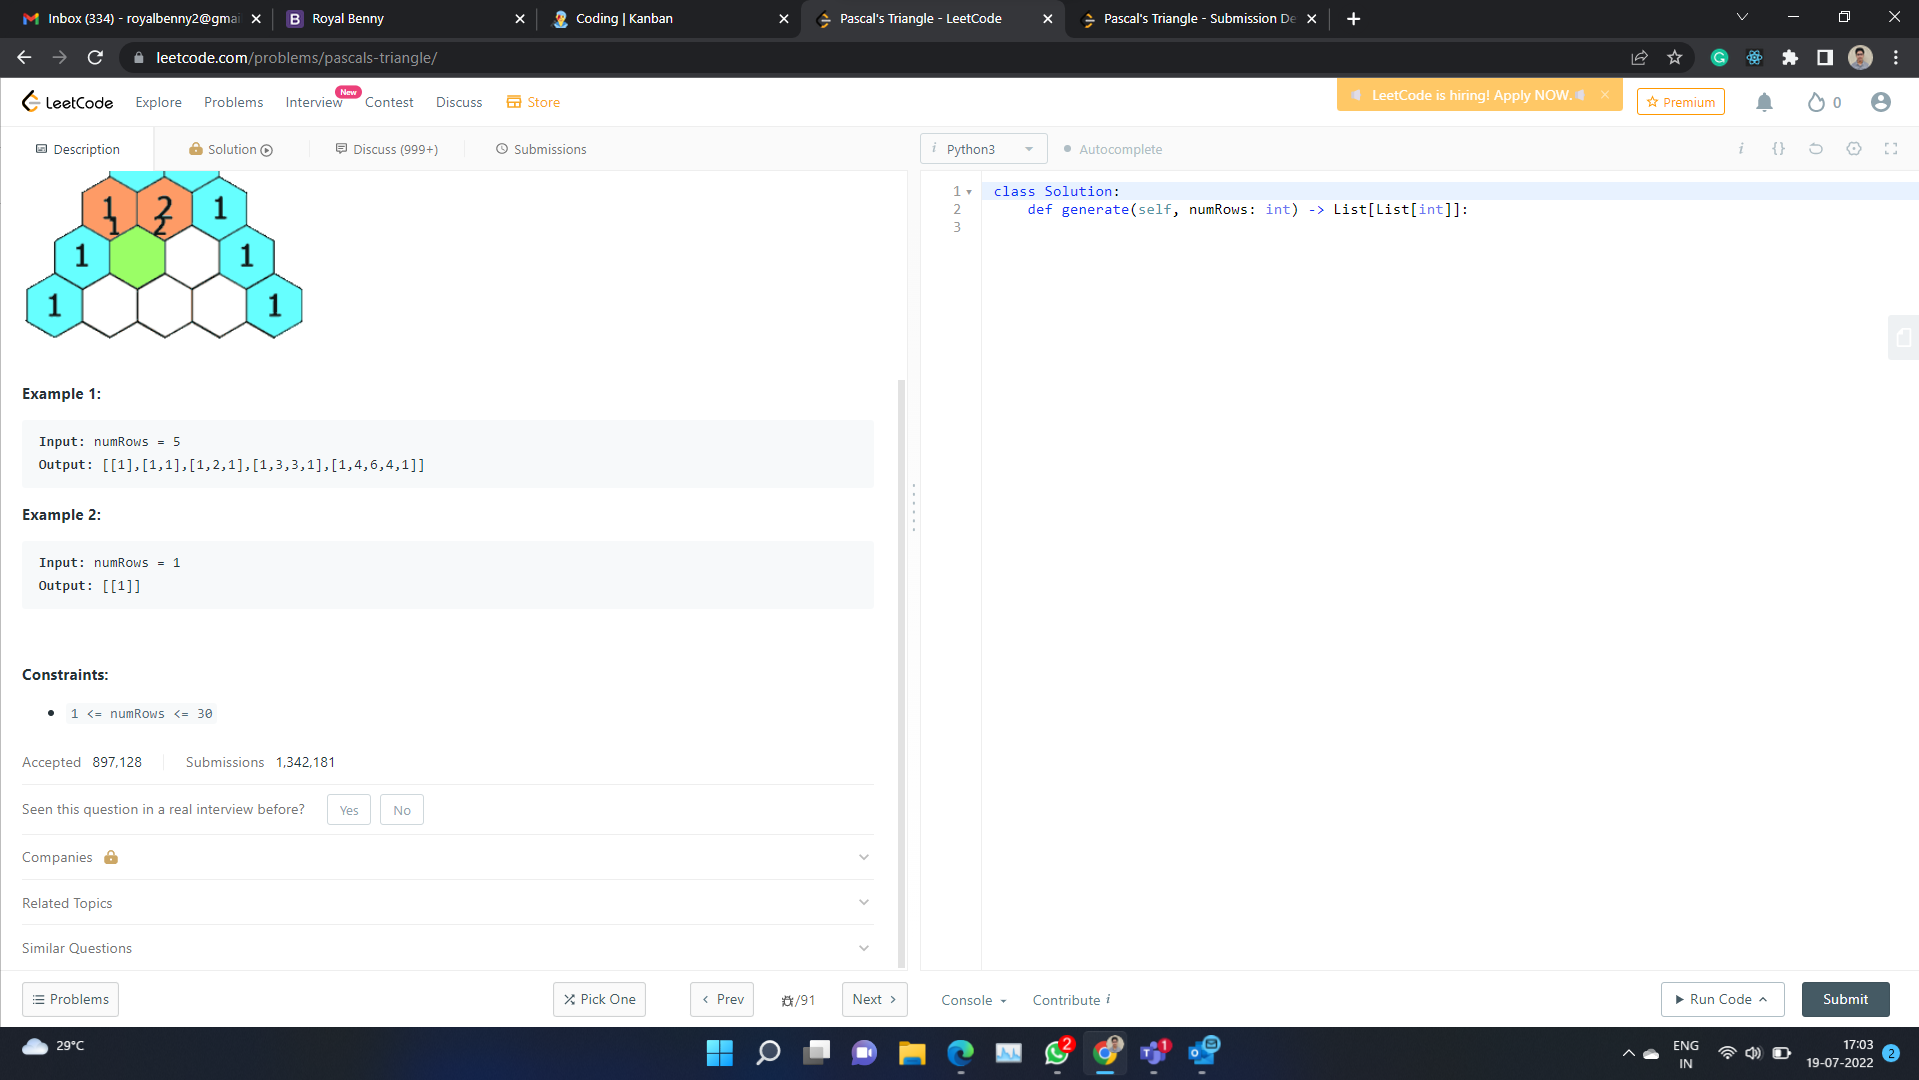 Inbox (334) - royalbenny2@gmai
Royal Benny
Coding | Kanban
Pascal's Triangle - LeetCode
Pascal's Triangle - Submission De
leetcode.com/problems/pascals-triangle/
LeetCode
Explore
Problems
Interview
New
Contest
Discuss
Store
LeetCode is hiring! Apply NOW.
Premium
0
Description
Solution
Discuss (999+)
Submissions
i Python3
Autocomplete
i
{}
1 2 1
1 2
1 1
1 1
Example 1:
Input: numRows = 5
Output: [[1],[1,1],[1,2,1],[1,3,3,1],[1,4,6,4,1]]
Example 2:
Input: numRows = 1
Output: [[1]]
Constraints:
1 <= numRows <= 30
Accepted 897,128
Submissions 1,342,181
Seen this question in a real interview before?
Yes
No
Companies
Related Topics
Similar Questions
1 class Solution:
2 def generate(self, numRows: int) -> List[List[int]]:
3
Problems
Pick One
Prev
/91
Next
Console
Contribute i
Run Code
Submit
29°C
2
1
ENG
IN
17:03
19-07-2022
2